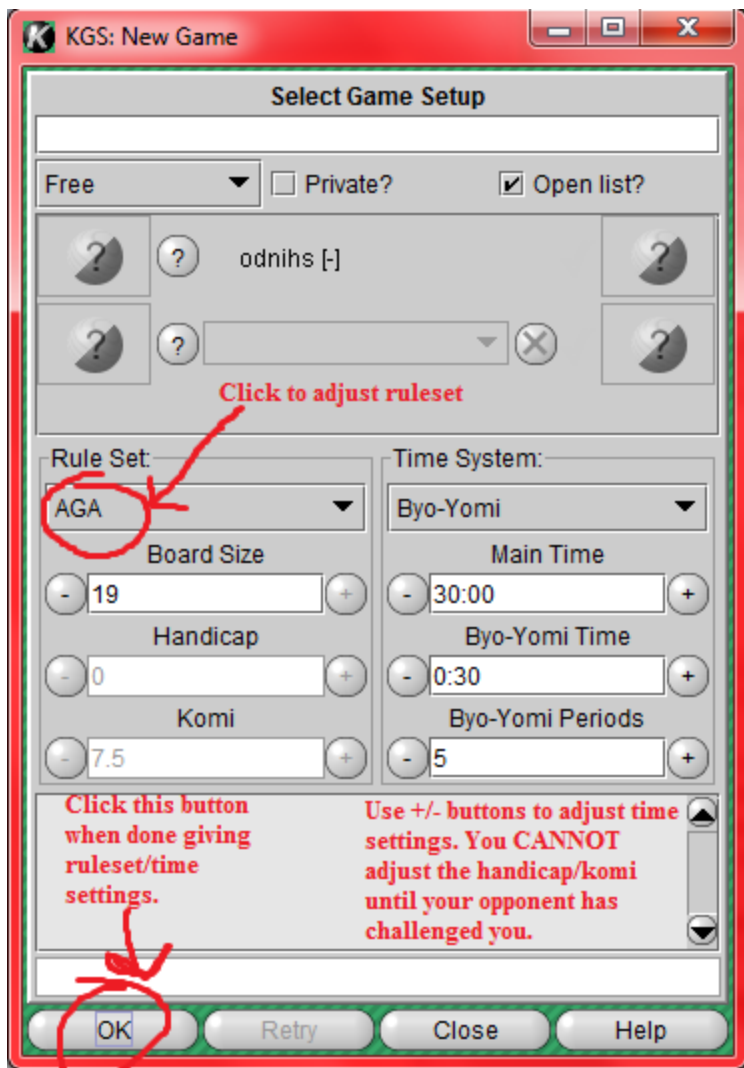 KGS: New Game
Select Game Setup
Free Private? Open list?
? ? odnihs [-] ?
? ? ?
Click to adjust ruleset
Rule Set: Time System:
AGA Byo-Yomi
Board Size Main Time
- 19 + - 30:00 +
Handicap Byo-Yomi Time
- 0 + - 0:30 +
Komi Byo-Yomi Periods
- 7.5 + - 5 +
Click this button
when done giving
ruleset/time
settings.
Use +/- buttons to adjust time
settings. You CANNOT
adjust the handicap/komi
until your opponent has
challenged you.
OK Retry Close Help